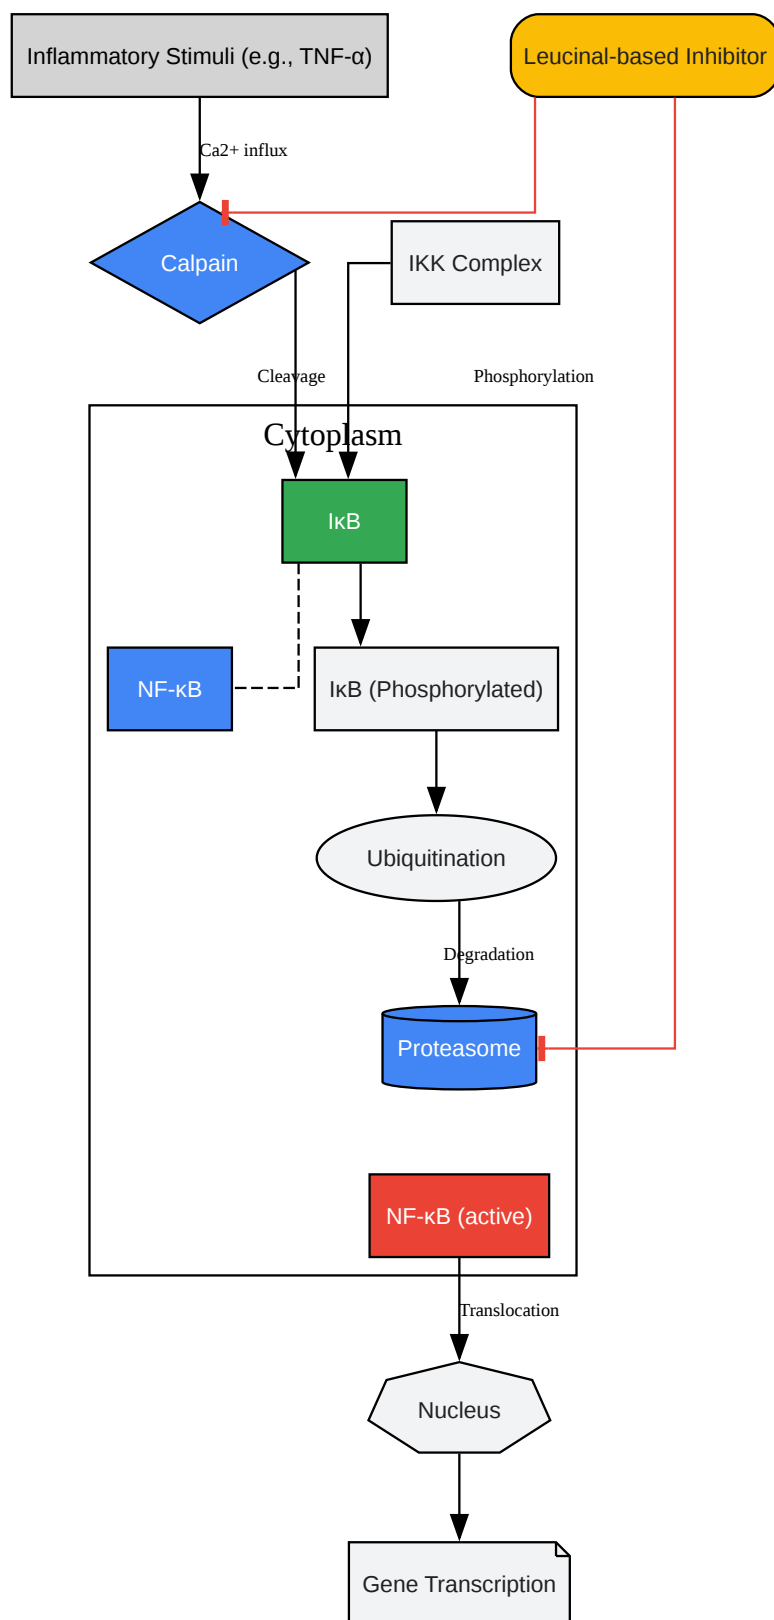 Inflammatory Stimuli (e.g., TNF-α)
Leucinal-based Inhibitor
Ca2+ influx
Calpain
IKK Complex
Cleavage
Phosphorylation
Cytoplasm
IκB
NF-κB
IκB (Phosphorylated)
Ubiquitination
Degradation
Proteasome
NF-κB (active)
Translocation
Nucleus
Gene Transcription